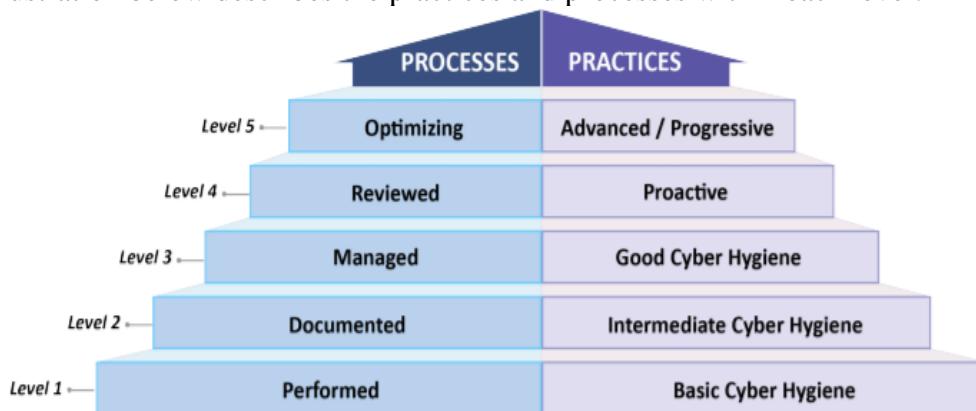 PROCESSES PRACTICES
Level 5 Optimizing Advanced / Progressive
Level 4 Reviewed Proactive
Level 3 Managed Good Cyber Hygiene
Level 2 Documented Intermediate Cyber Hygiene
Level 1 Performed Basic Cyber Hygiene